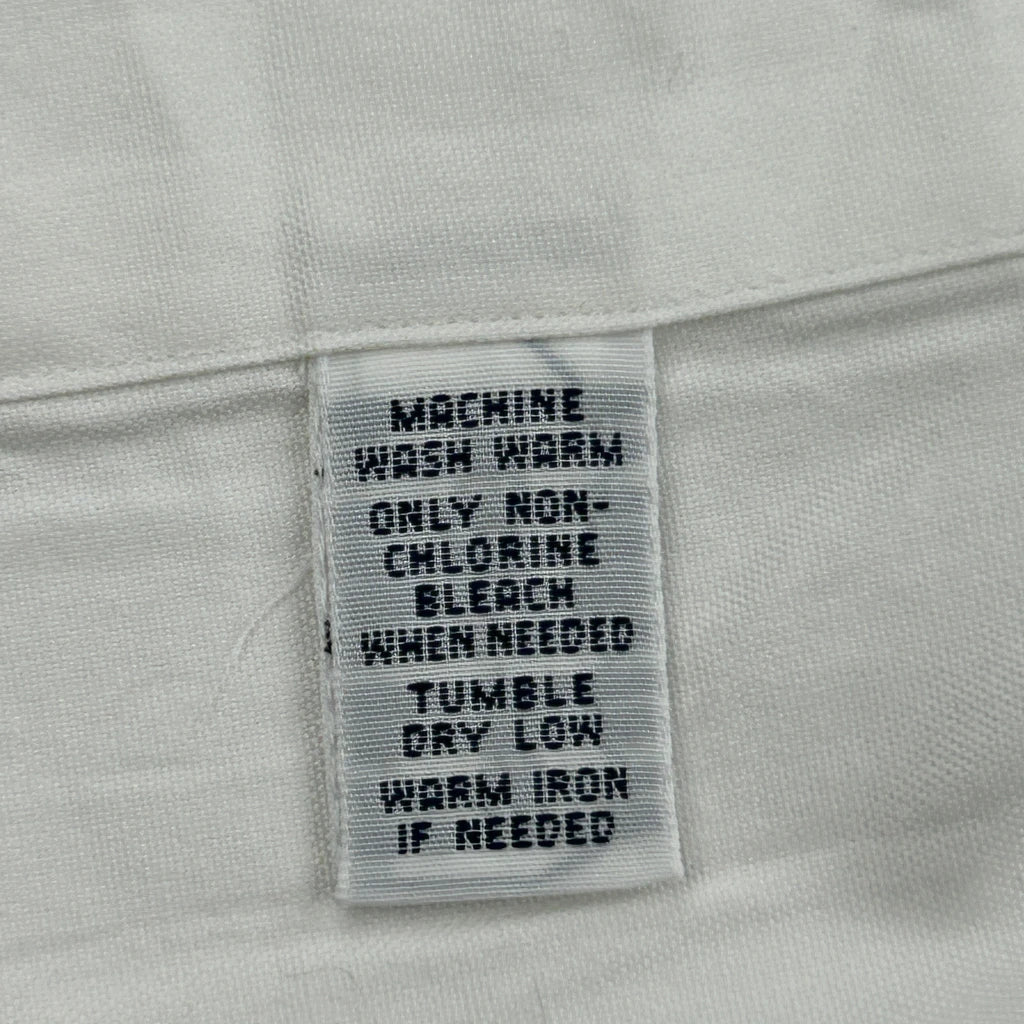 MACHINE
WASH WARM
ONLY NON-
CHLORINE
BLEACH
WHEN NEEDED
TUMBLE
DRY LOW
WARM IRON
IF NEEDED